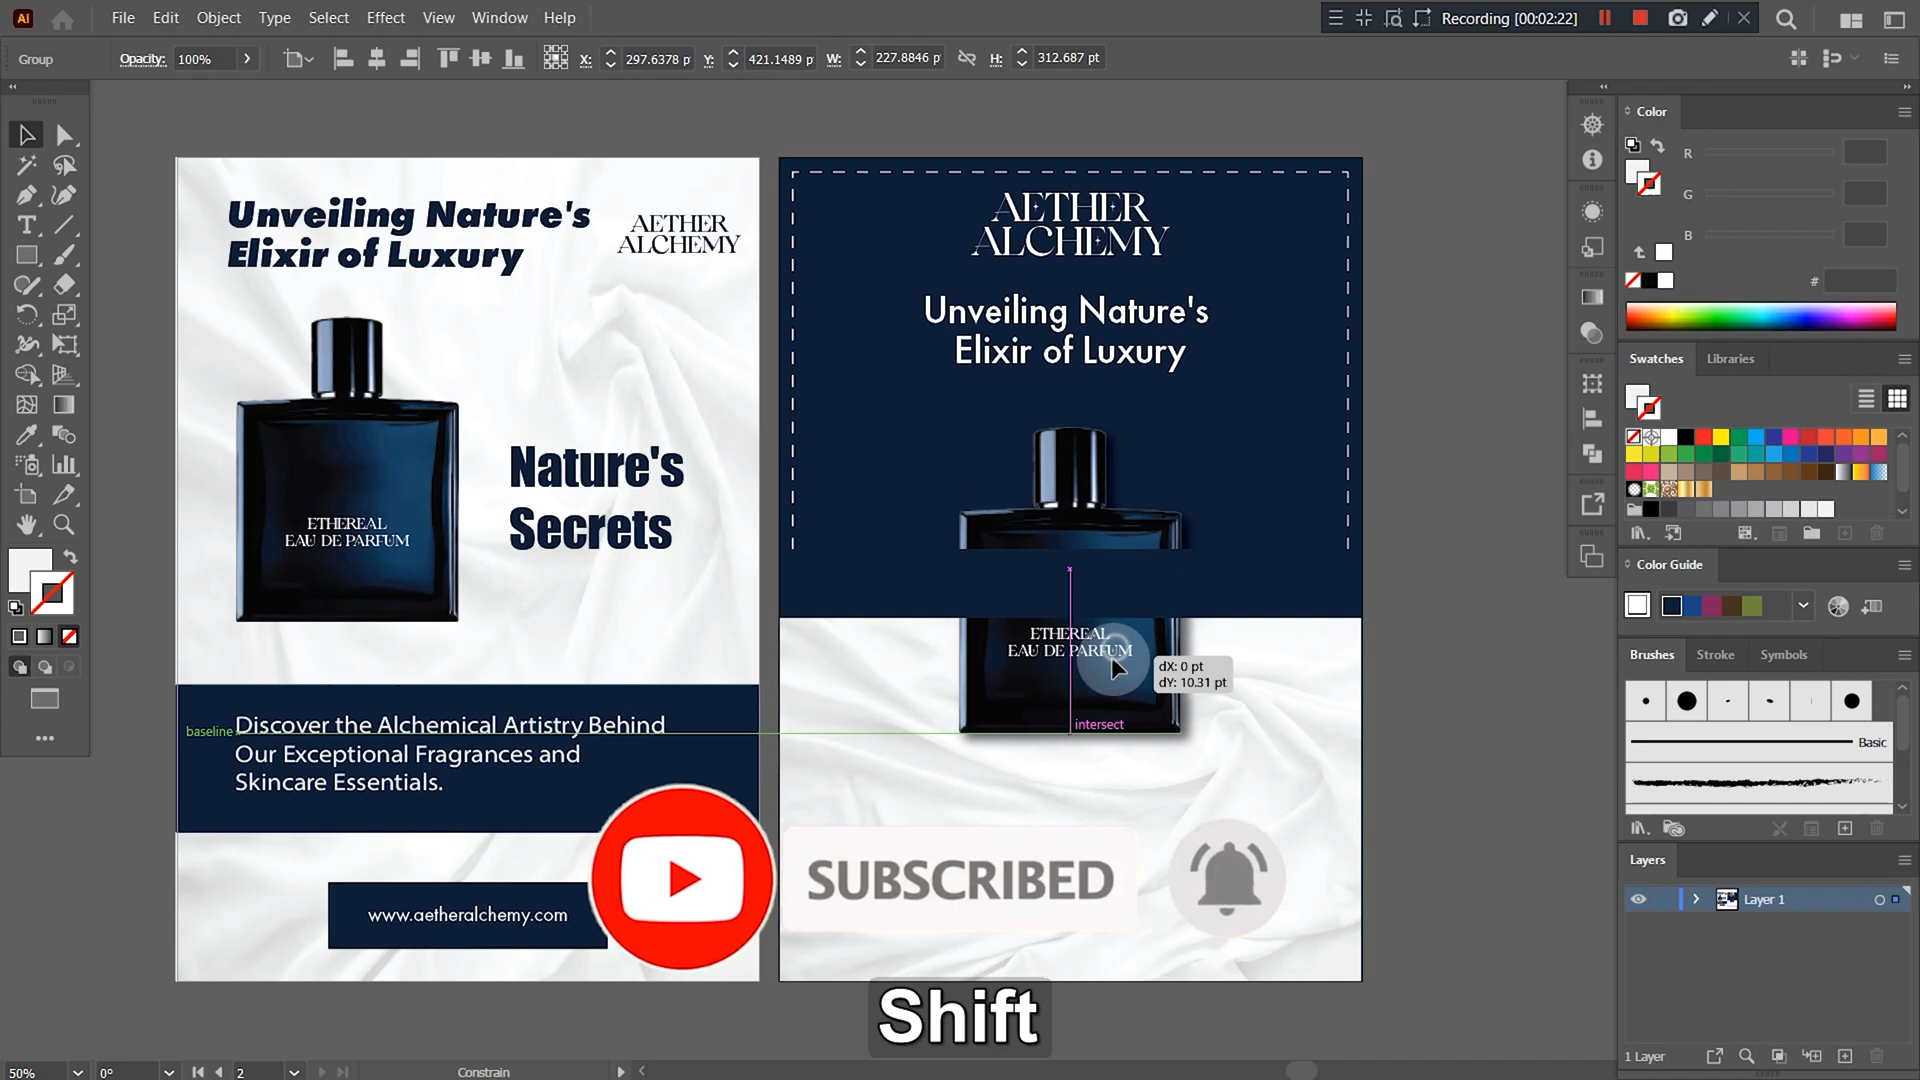 Ai File Edit Object Type Select Effect View Window Help
Recording [00:02:22]
Group
Opacity: 100%
X: 297.6378 p
Y: 421.1489 p
W: 227.8846 p
H: 312.687 pt
Unveiling Nature's
Elixir of Luxury
AETHER
ALCHEMY
ETHEREAL
EAU DE PARFUM
Nature's
Secrets
baseline
Discover the Alchemical Artistry Behind
Our Exceptional Fragrances and
Skincare Essentials.
www.aetheralchemy.com
AETHER
ALCHEMY
Unveiling Nature's
Elixir of Luxury
ETHEREAL
EAU DE PARFUM
dX: 0 pt
dY: 10.31 pt
intersect
SUBSCRIBED
Shift
Color
R
G
B
#
Swatches Libraries
Color Guide
Brushes Stroke Symbols
Basic
Layers
Layer 1
1 Layer
50%
0°
2
Constrain